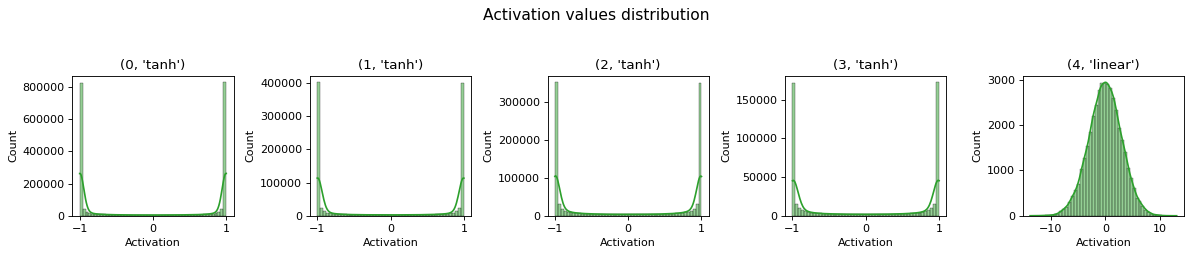 Activation values distribution
(0, 'tanh')
800000
600000
400000
200000
0
Count
−1
0
1
Activation
(1, 'tanh')
400000
300000
200000
100000
0
Count
−1
0
1
Activation
(2, 'tanh')
300000
200000
100000
0
Count
−1
0
1
Activation
(3, 'tanh')
150000
100000
50000
0
Count
−1
0
1
Activation
(4, 'linear')
3000
2000
1000
0
Count
−10
0
10
Activation